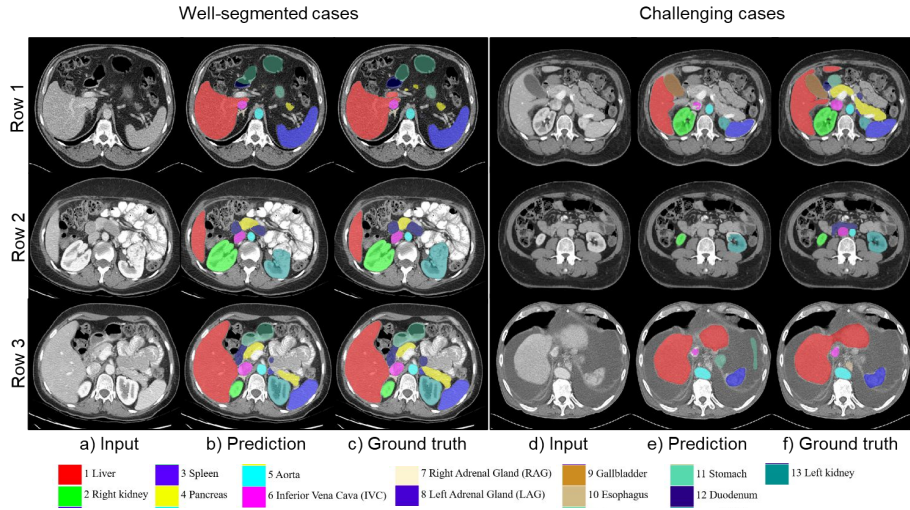 Well-segmented cases
Challenging cases
Row 1
Row 2
Row 3
a) Input
b) Prediction
c) Ground truth
d) Input
e) Prediction
f) Ground truth
1 Liver
3 Spleen
5 Aorta
7 Right Adrenal Gland (RAG)
9 Gallbladder
11 Stomach
13 Left kidney
2 Right kidney
4 Pancreas
6 Inferior Vena Cava (IVC)
8 Left Adrenal Gland (LAG)
10 Esophagus
12 Duodenum